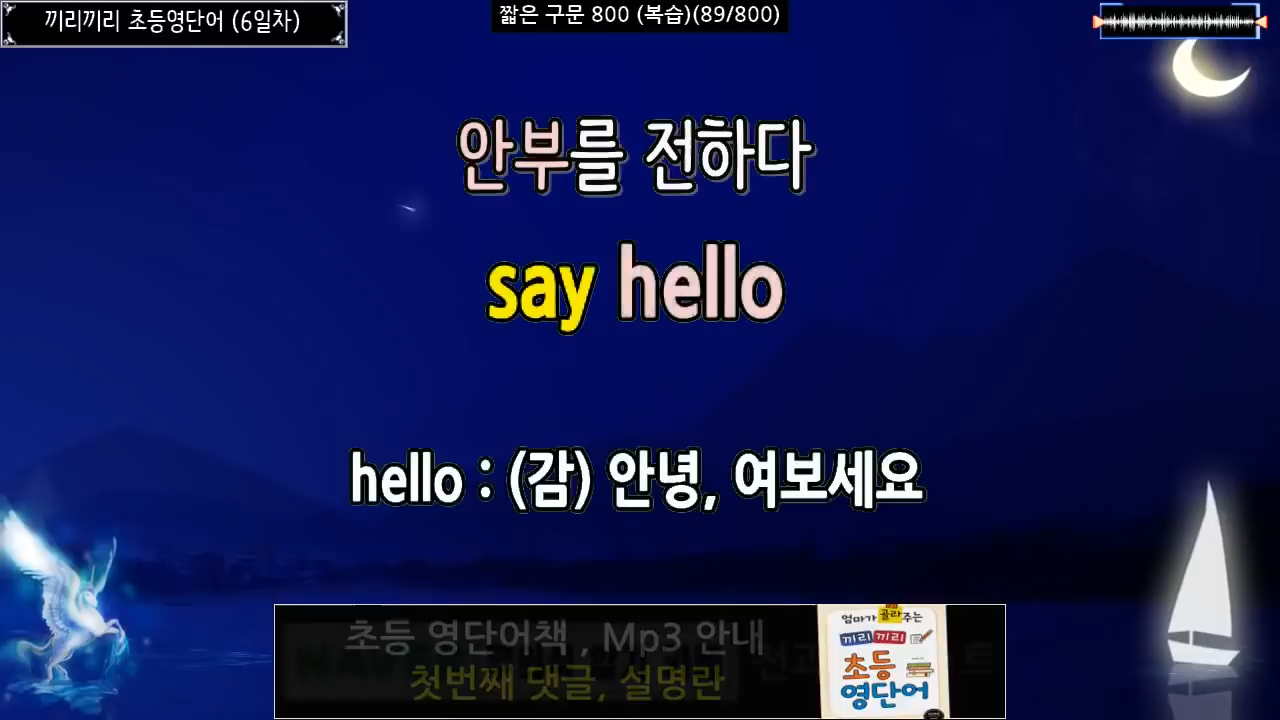 끼리끼리 초등영단어 (6일차)
짧은 구문 800 (복습)(89/800)
안부를 전하다
say hello
hello : (감) 안녕, 여보세요
초등 영단어책 , Mp3 안내
첫번째 댓글, 설명란
엄마가 골라주는
끼리끼리
초등
영단어